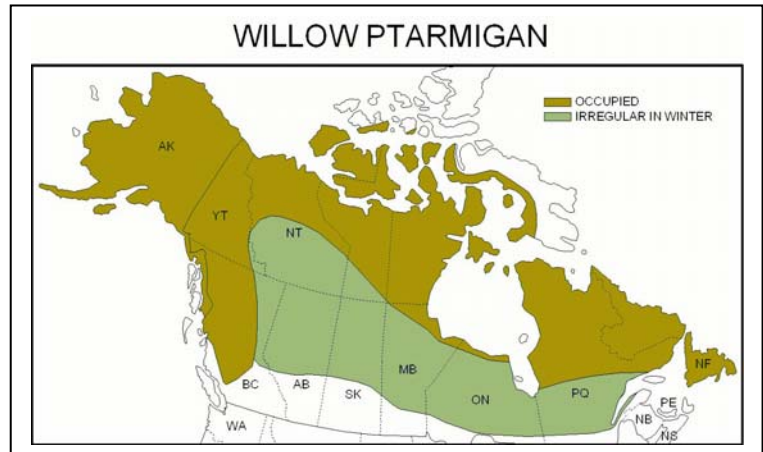 WILLOW PTARMIGAN
OCCUPIED
IRREGULAR IN WINTER
AK
YT
NT
BC
AB
SK
MB
ON
PQ
NF
PE
NB
NS
WA